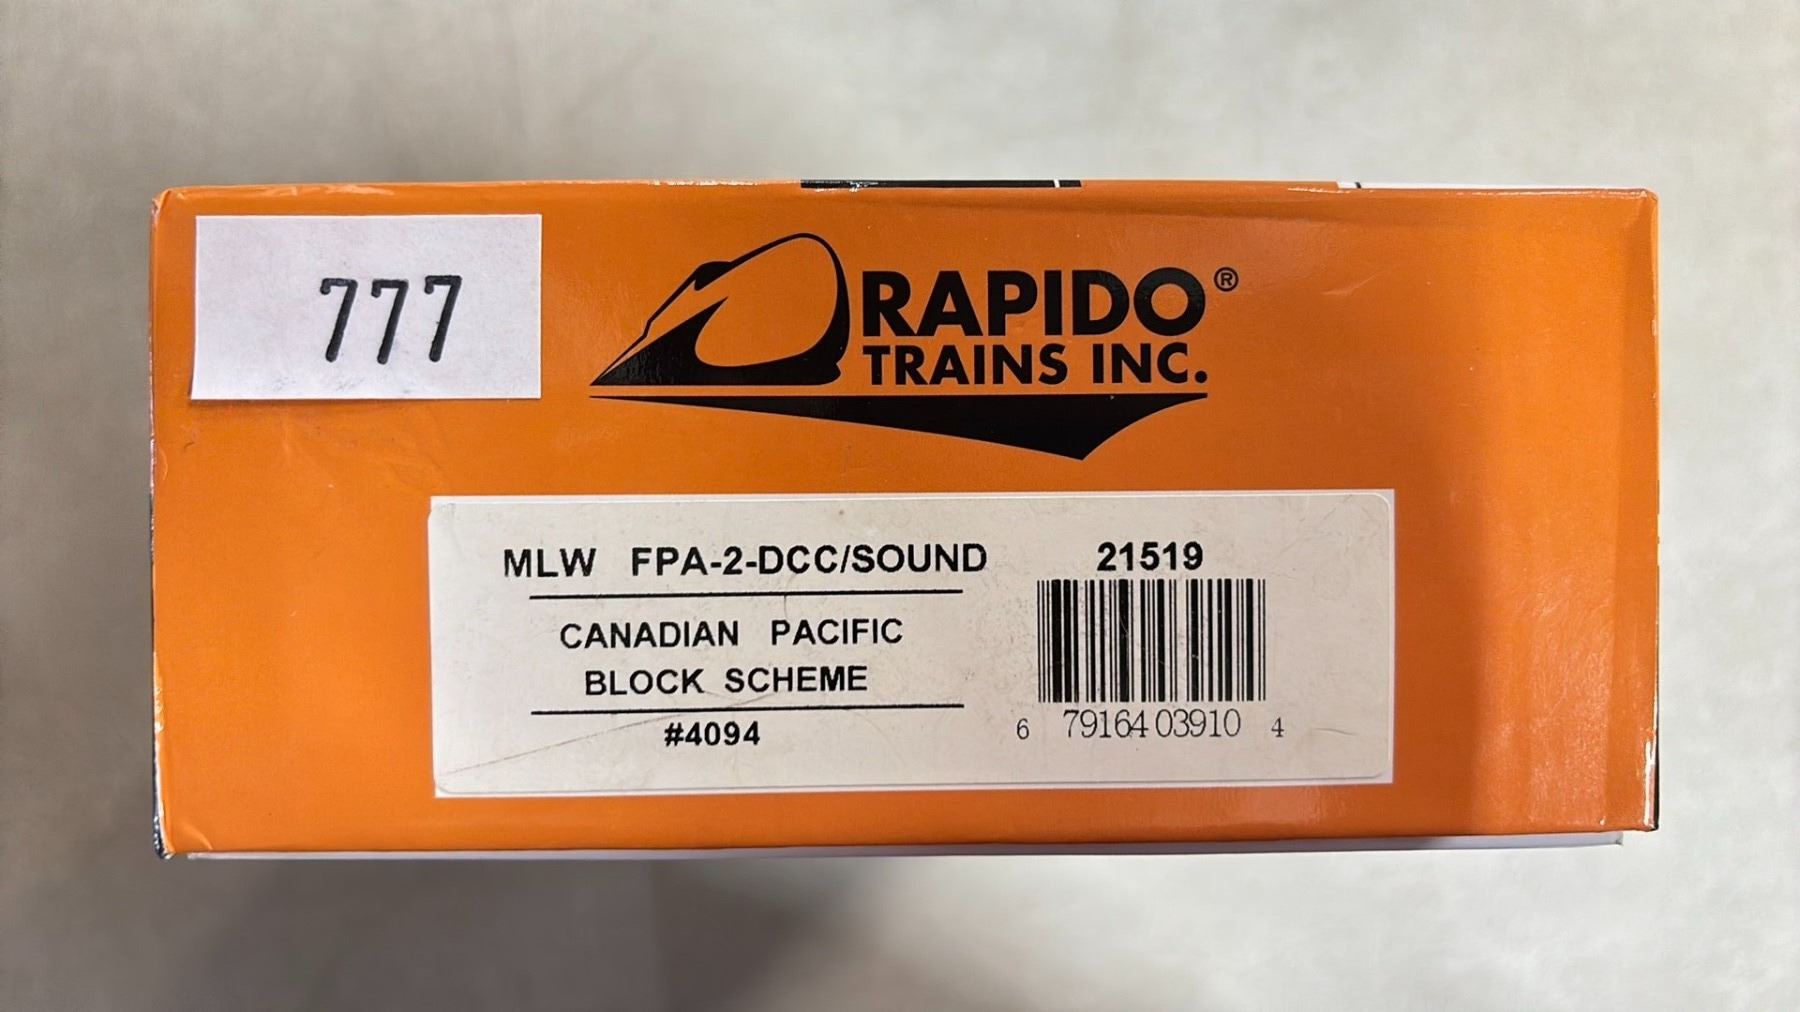 777
RAPIDO®
TRAINS INC.
MLW FPA-2-DCC/SOUND
CANADIAN PACIFIC
BLOCK SCHEME
#4094
21519
6 79164 03910 4